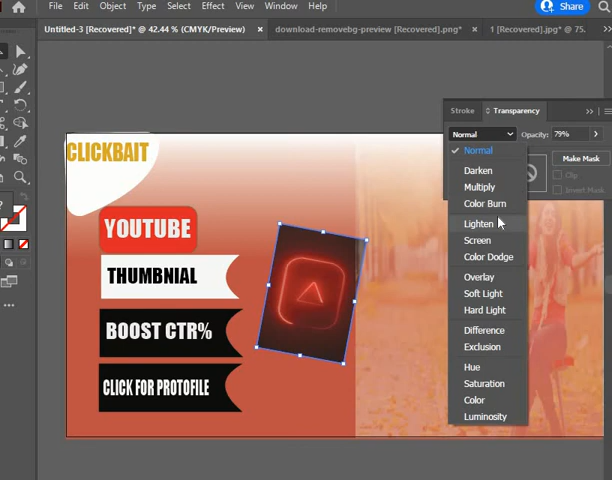 File Edit Object Type Select Effect View Window Help Share
Untitled-3 [Recovered]* @ 42.44 % (CMYK/Preview) × download-removebg-preview [Recovered].png* × 1 [Recovered].jpg* @ 75.
Stroke Transparency
Normal Opacity: 79%
Make Mask
Clip
Invert Mask
Normal
Darken
Multiply
Color Burn
Lighten
Screen
Color Dodge
Overlay
Soft Light
Hard Light
Difference
Exclusion
Hue
Saturation
Color
Luminosity
CLICKBAIT
YOUTUBE
THUMBNIAL
BOOST CTR%
CLICK FOR PROTOFILE